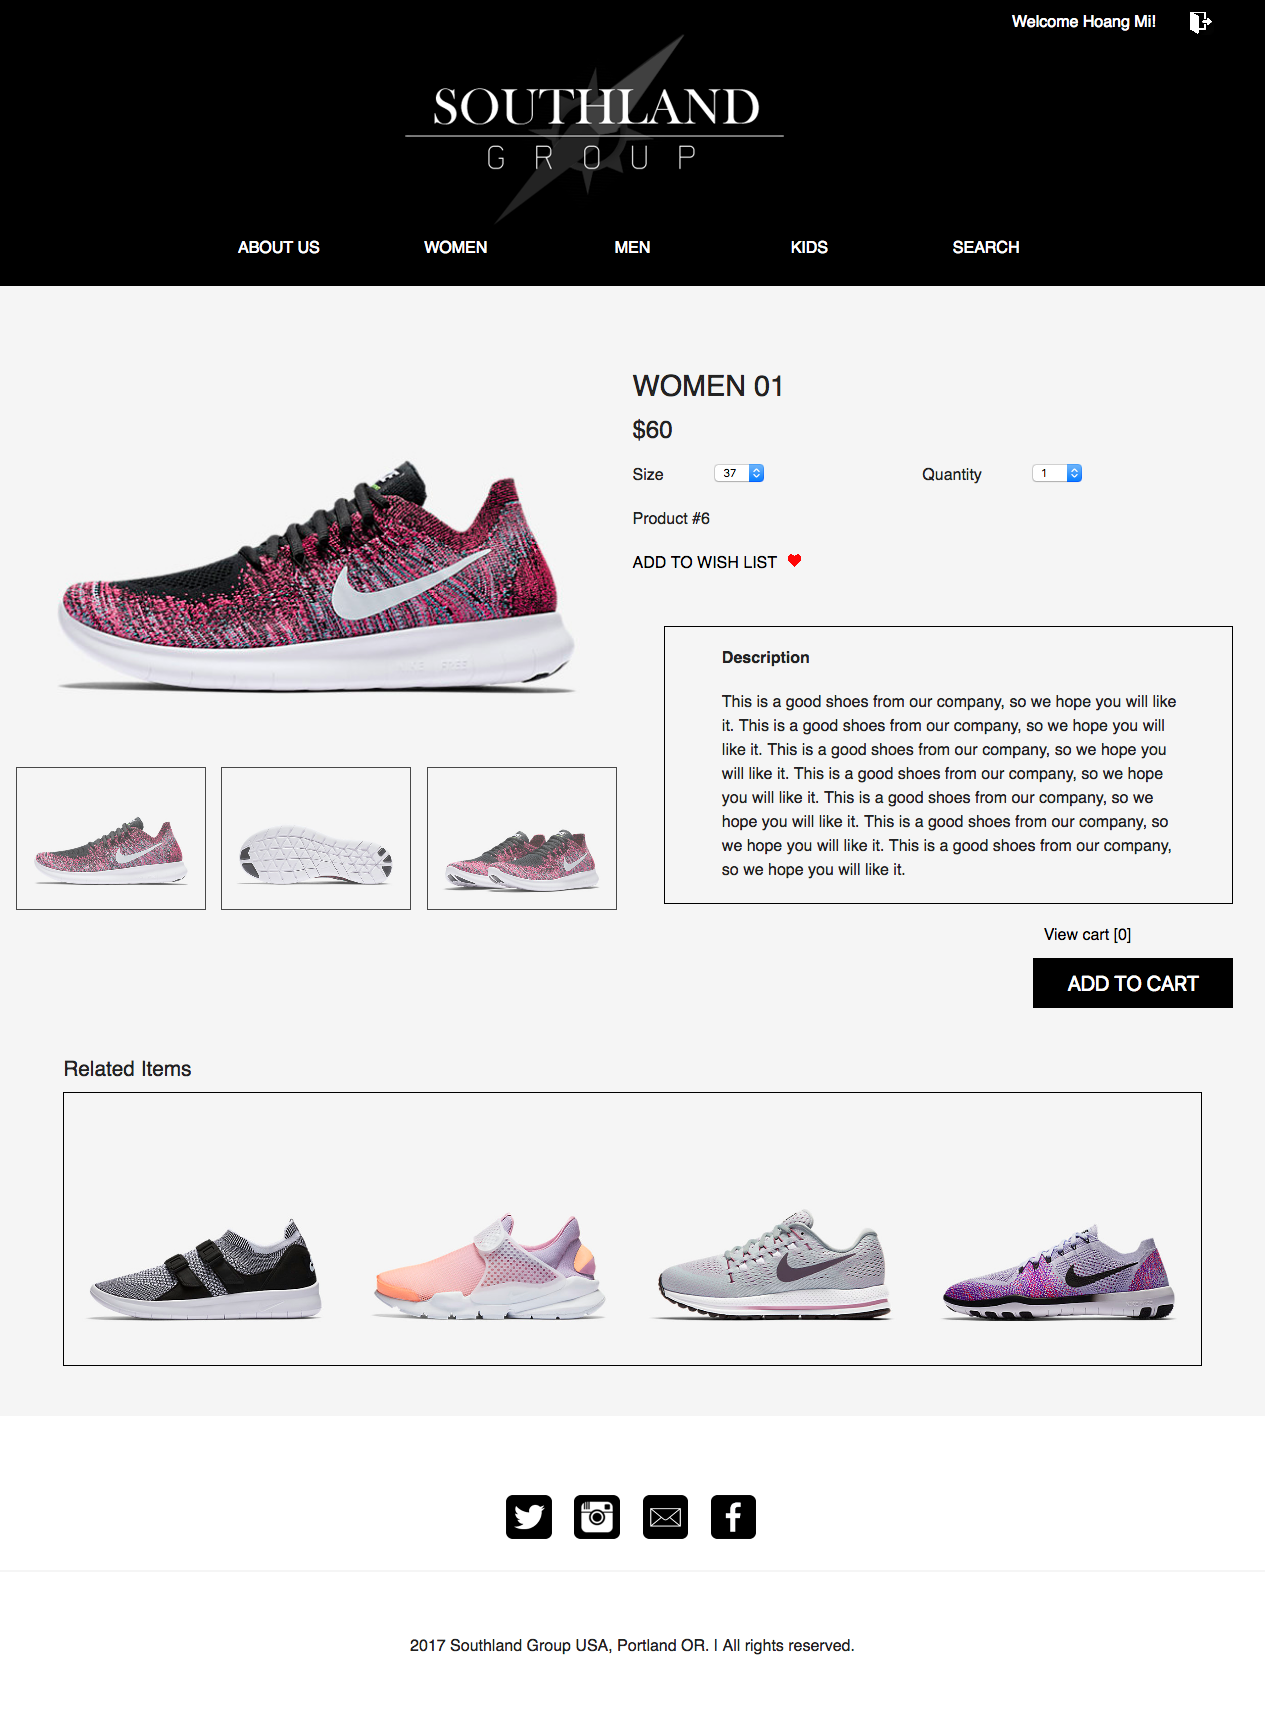 Welcome Hoang Mi!
SOUTHLAND
GROUP
ABOUT US
WOMEN
MEN
KIDS
SEARCH
WOMEN 01
$60
Size 37 Quantity 1
Product #6
ADD TO WISH LIST
Description
This is a good shoes from our company, so we hope you will like
it. This is a good shoes from our company, so we hope you will
like it. This is a good shoes from our company, so we hope you
will like it. This is a good shoes from our company, so we hope
you will like it. This is a good shoes from our company, so we
hope you will like it. This is a good shoes from our company, so
we hope you will like it. This is a good shoes from our company,
so we hope you will like it.
View cart [0]
ADD TO CART
Related Items
2017 Southland Group USA, Portland OR. I All rights reserved.